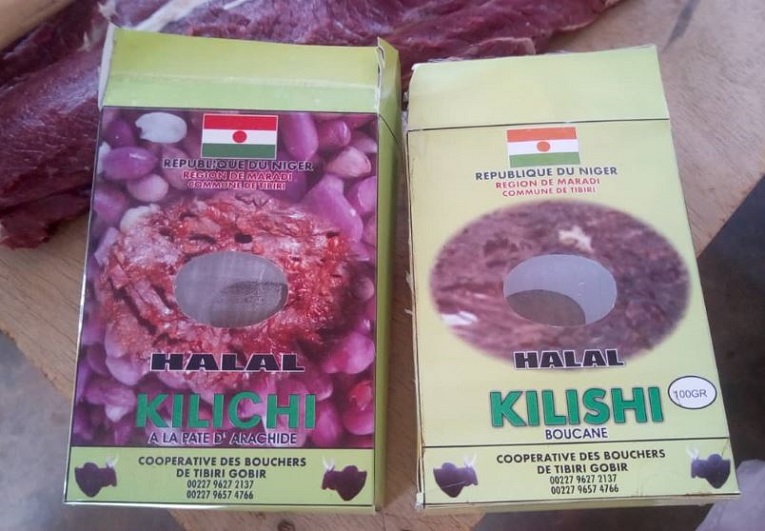 REPUBLIQUE DU NIGER
REGION DE MARADI
COMMUNE DE TIBIRI
HALAL
KILICHI
A LA PATE D' ARACHIDE
COOPERATIVE DES BOUCHERS
DE TIBIRI GOBIR
00227 9627 2137
00227 9657 4766
REPUBLIQUE DU NIGER
REGION DE MARADI
COMMUNE DE TIBIRI
HALAL
KILISHI
100GR
BOUCANE
COOPERATIVE DES BOUCHERS
DE TIBIRI GOBIR
00227 9627 2137
00227 9657 4766